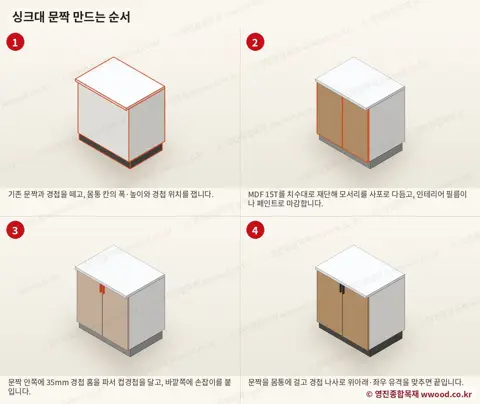 싱크대 문짝 만드는 순서
1
2
기존 문짝과 경첩을 떼고, 몸통 칸의 폭·높이와 경첩 위치를 잽니다.
MDF 15T를 치수대로 재단해 모서리를 사포로 다듬고, 인테리어 필름이
나 페인트로 마감합니다.
3
4
문짝 안쪽에 35mm 경첩 홈을 파서 컵경첩을 달고, 바깥쪽에 손잡이를 붙
입니다.
문짝을 몸통에 걸고 경첩 나사로 위아래·좌우 유격을 맞추면 끝입니다.
© 영진종합목재 wwood.co.kr